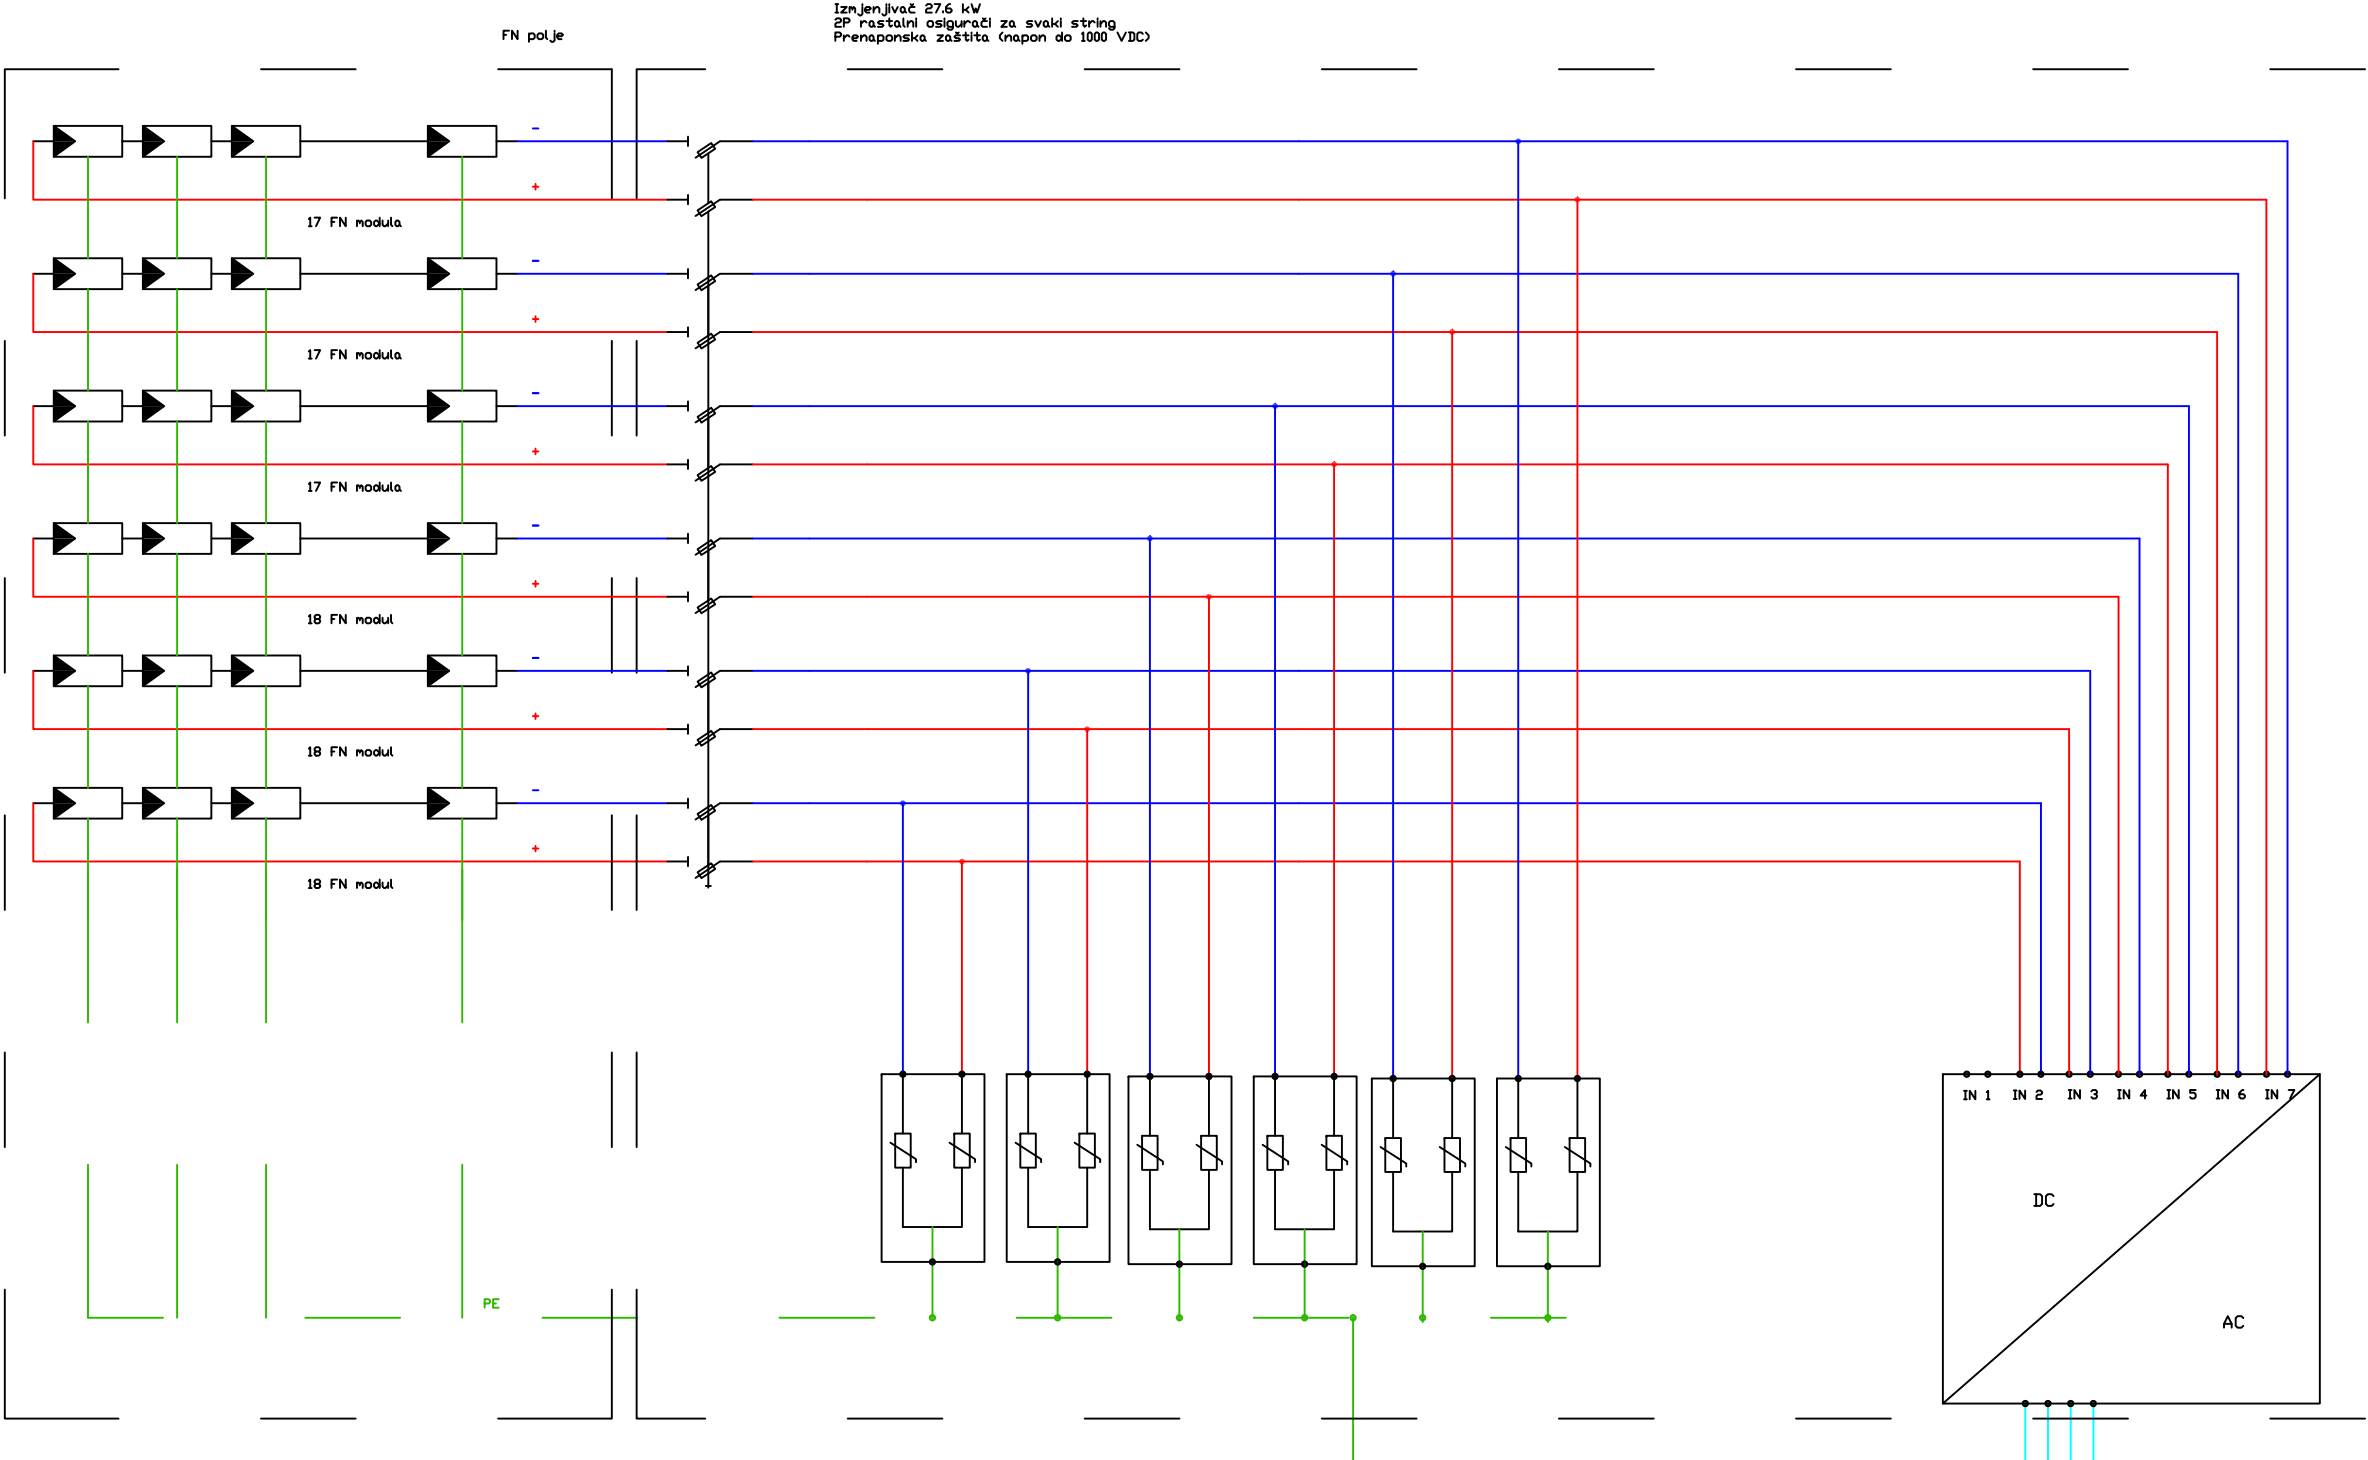 Izmjenjivač 27.6 kW
2P rastalni osigurači za svaki string
Prenaponska zaštita (napon do 1000 VDC)
FN polje
-
+
17 FN modula
-
+
17 FN modula
-
+
17 FN modula
-
+
18 FN modul
-
+
18 FN modul
-
+
18 FN modul
IN 1 IN 2 IN 3 IN 4 IN 5 IN 6 IN 7
DC
PE
AC